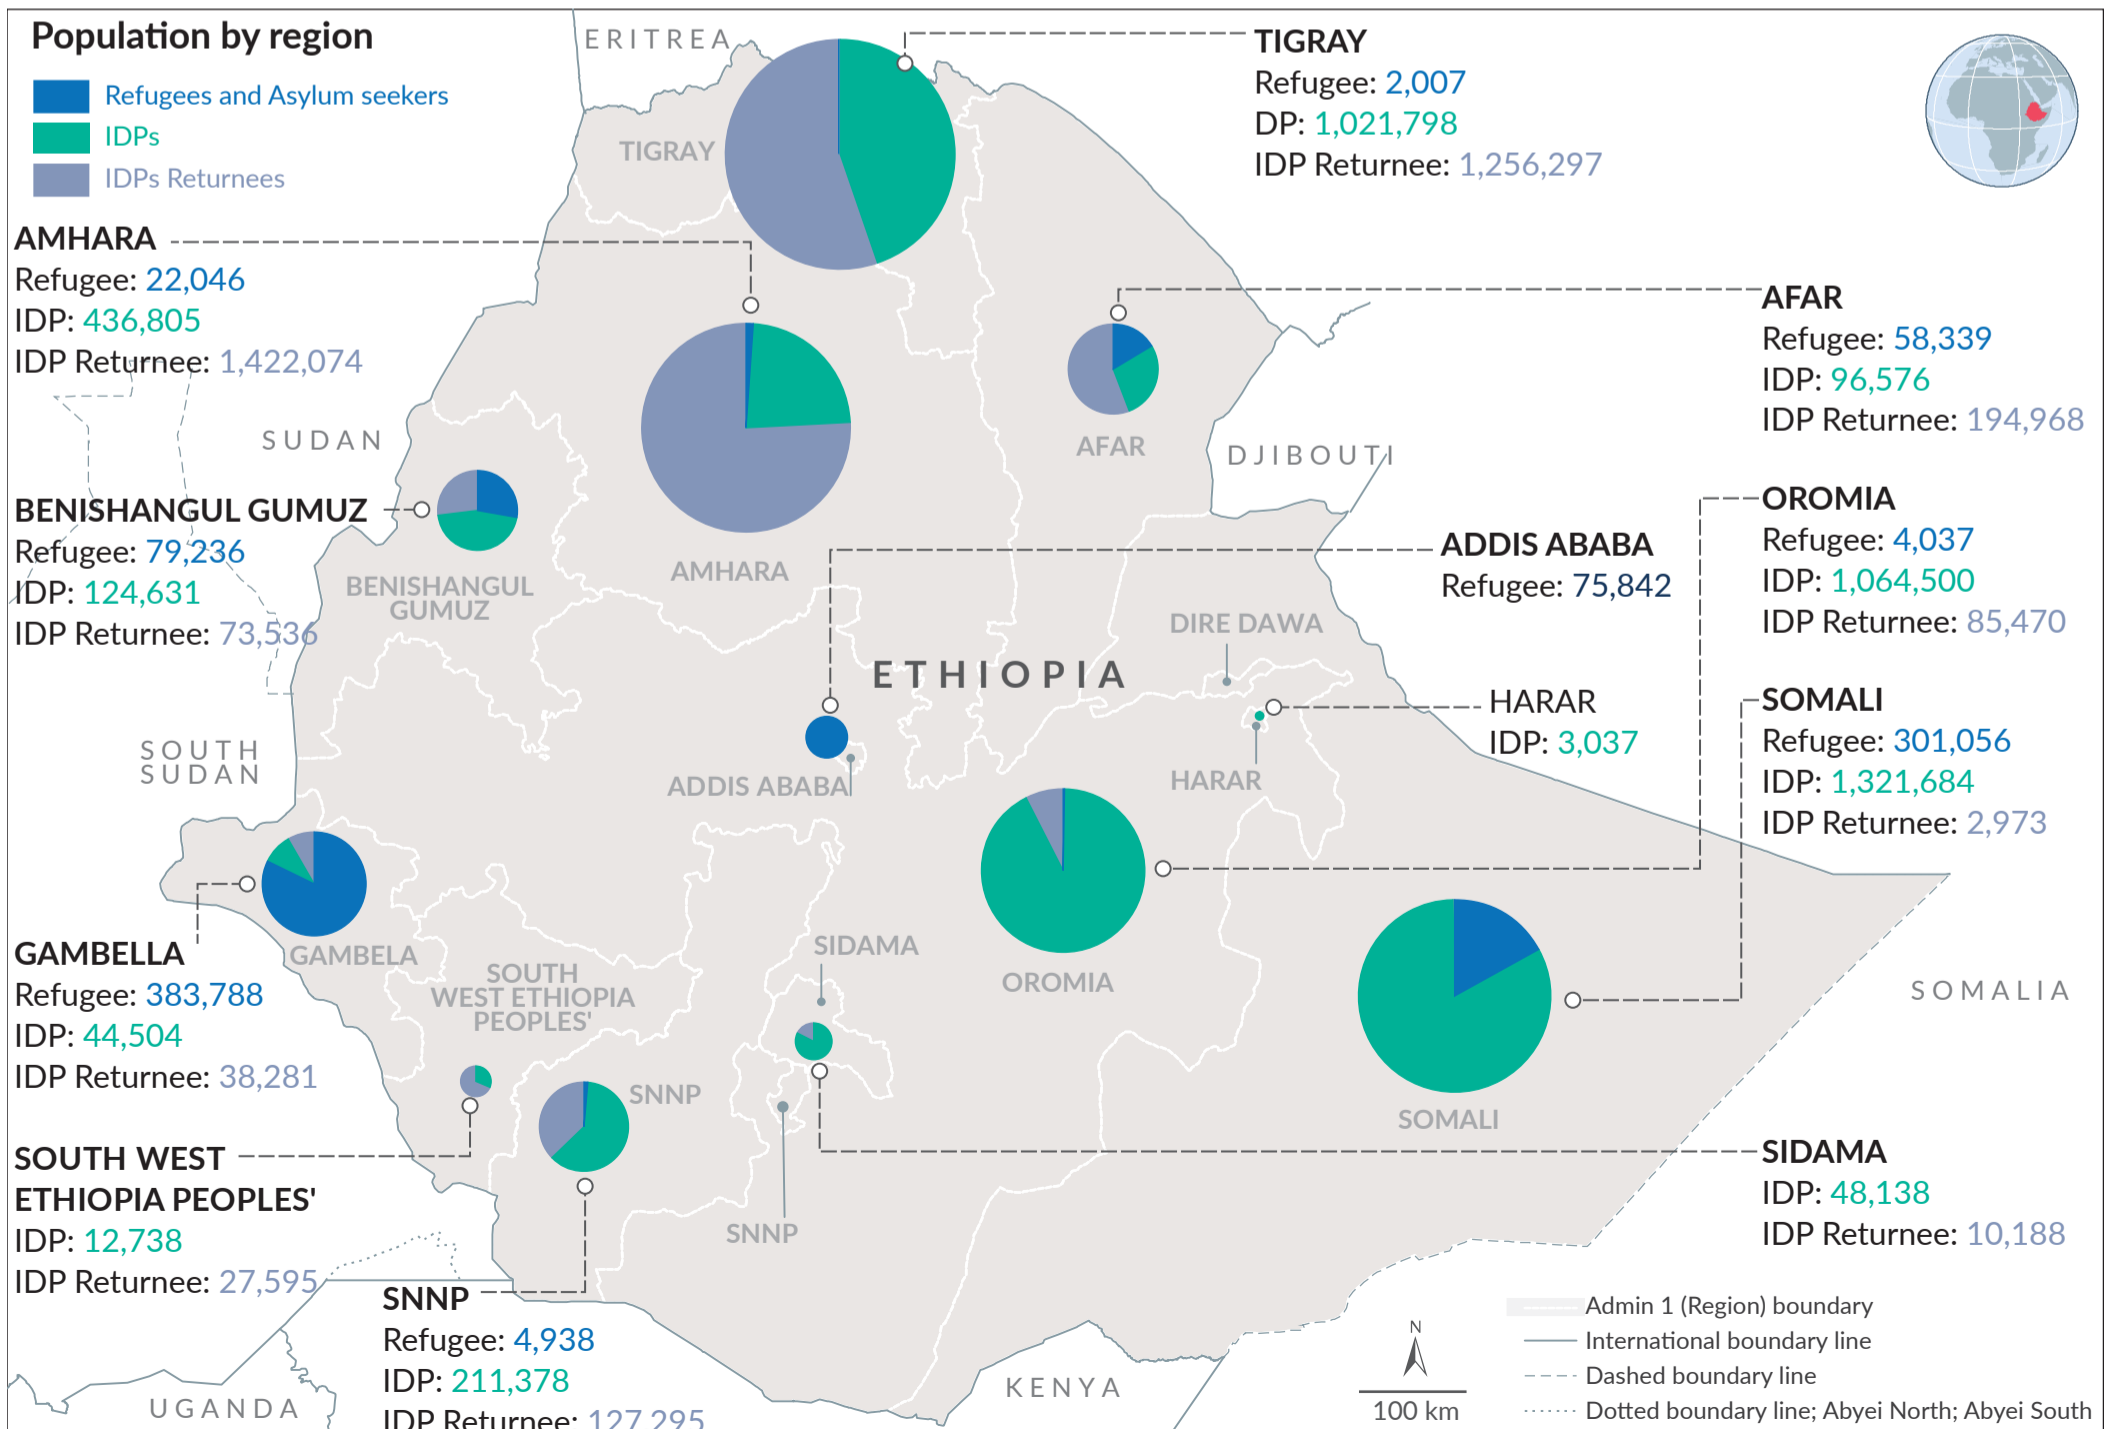 Population by region
Refugees and Asylum seekers
IDPs
IDPs Returnees
ERITREA
TIGRAY
TIGRAY
Refugee: 2,007
DP: 1,021,798
IDP Returnee: 1,256,297
AMHARA
Refugee: 22,046
IDP: 436,805
IDP Returnee: 1,422,074
AFAR
Refugee: 58,339
IDP: 96,576
IDP Returnee: 194,968
SUDAN
AFAR
DJIBOUTI
BENISHANGUL GUMUZ
Refugee: 79,236
IDP: 124,631
IDP Returnee: 73,536
BENISHANGUL
GUMUZ
AMHARA
ADDIS ABABA
Refugee: 75,842
OROMIA
Refugee: 4,037
IDP: 1,064,500
IDP Returnee: 85,470
DIRE DAWA
ETHIOPIA
HARAR
IDP: 3,037
SOMALI
Refugee: 301,056
IDP: 1,321,684
IDP Returnee: 2,973
SOUTH
SUDAN
ADDIS ABABA
HARAR
GAMBELLA
Refugee: 383,788
IDP: 44,504
IDP Returnee: 38,281
GAMBELA
SOUTH
WEST ETHIOPIA
PEOPLES'
SIDAMA
OROMIA
SOMALIA
SNNP
SOMALI
SOUTH WEST
ETHIOPIA PEOPLES'
IDP: 12,738
IDP Returnee: 27,595
SIDAMA
IDP: 48,138
IDP Returnee: 10,188
SNNP
SNNP
Refugee: 4,938
IDP: 211,378
IDP Returnee: 127,295
UGANDA
KENYA
N
100 km
Admin 1 (Region) boundary
International boundary line
Dashed boundary line
Dotted boundary line; Abyei North; Abyei South